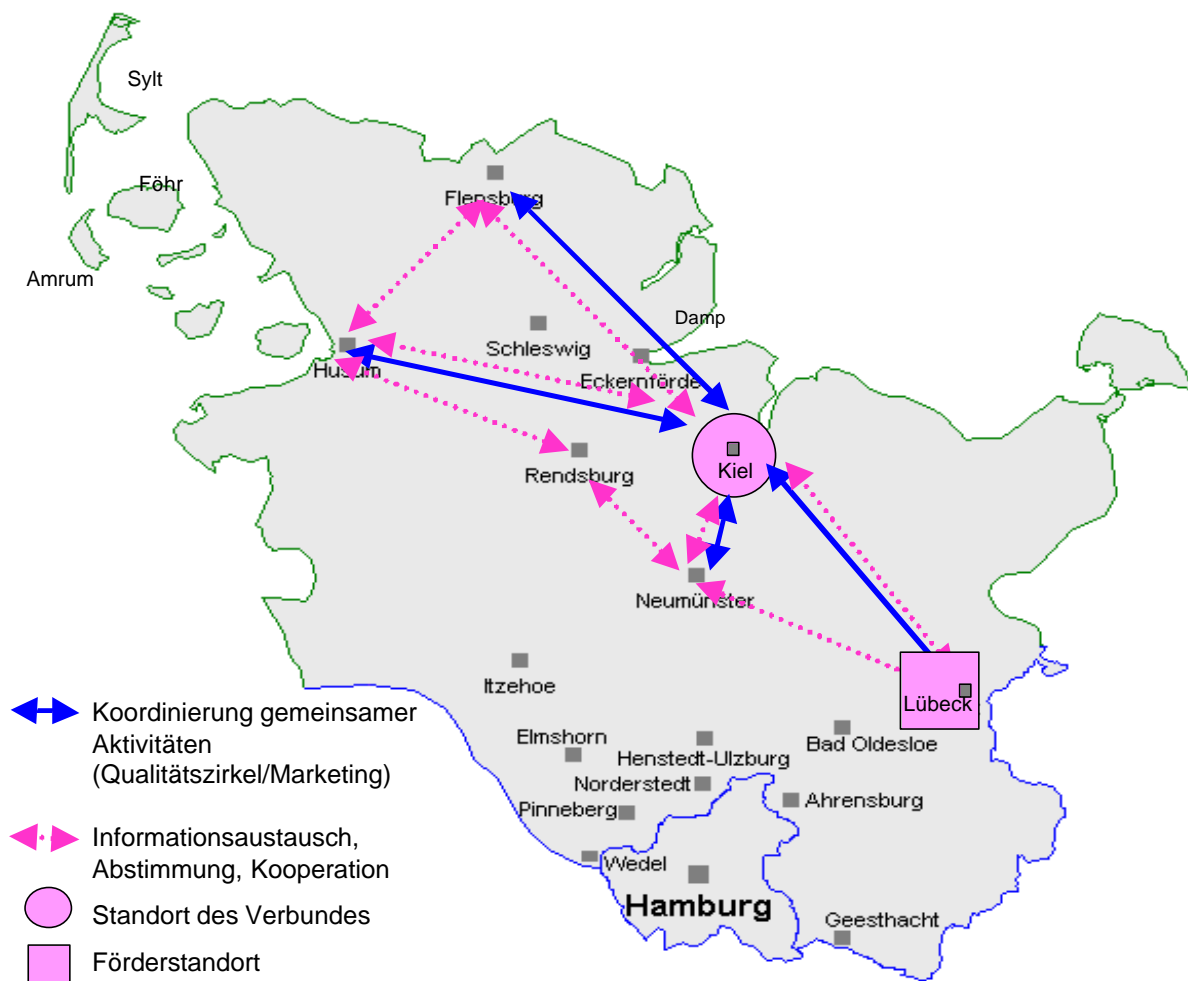 Sylt
Föhr
Flensburg
Amrum
Damp
Schleswig
Husum
Eckernförde
Kiel
Rendsburg
Neumünster
Itzehoe
Lübeck
Koordinierung gemeinsamer
Aktivitäten
(Qualitätszirkel/Marketing)
Elmshorn
Henstedt-Ulzburg
Bad Oldesloe
Norderstedt
Pinneberg
Ahrensburg
Informationsaustausch,
Abstimmung, Kooperation
Wedel
Hamburg
Standort des Verbundes
Geesthacht
Förderstandort